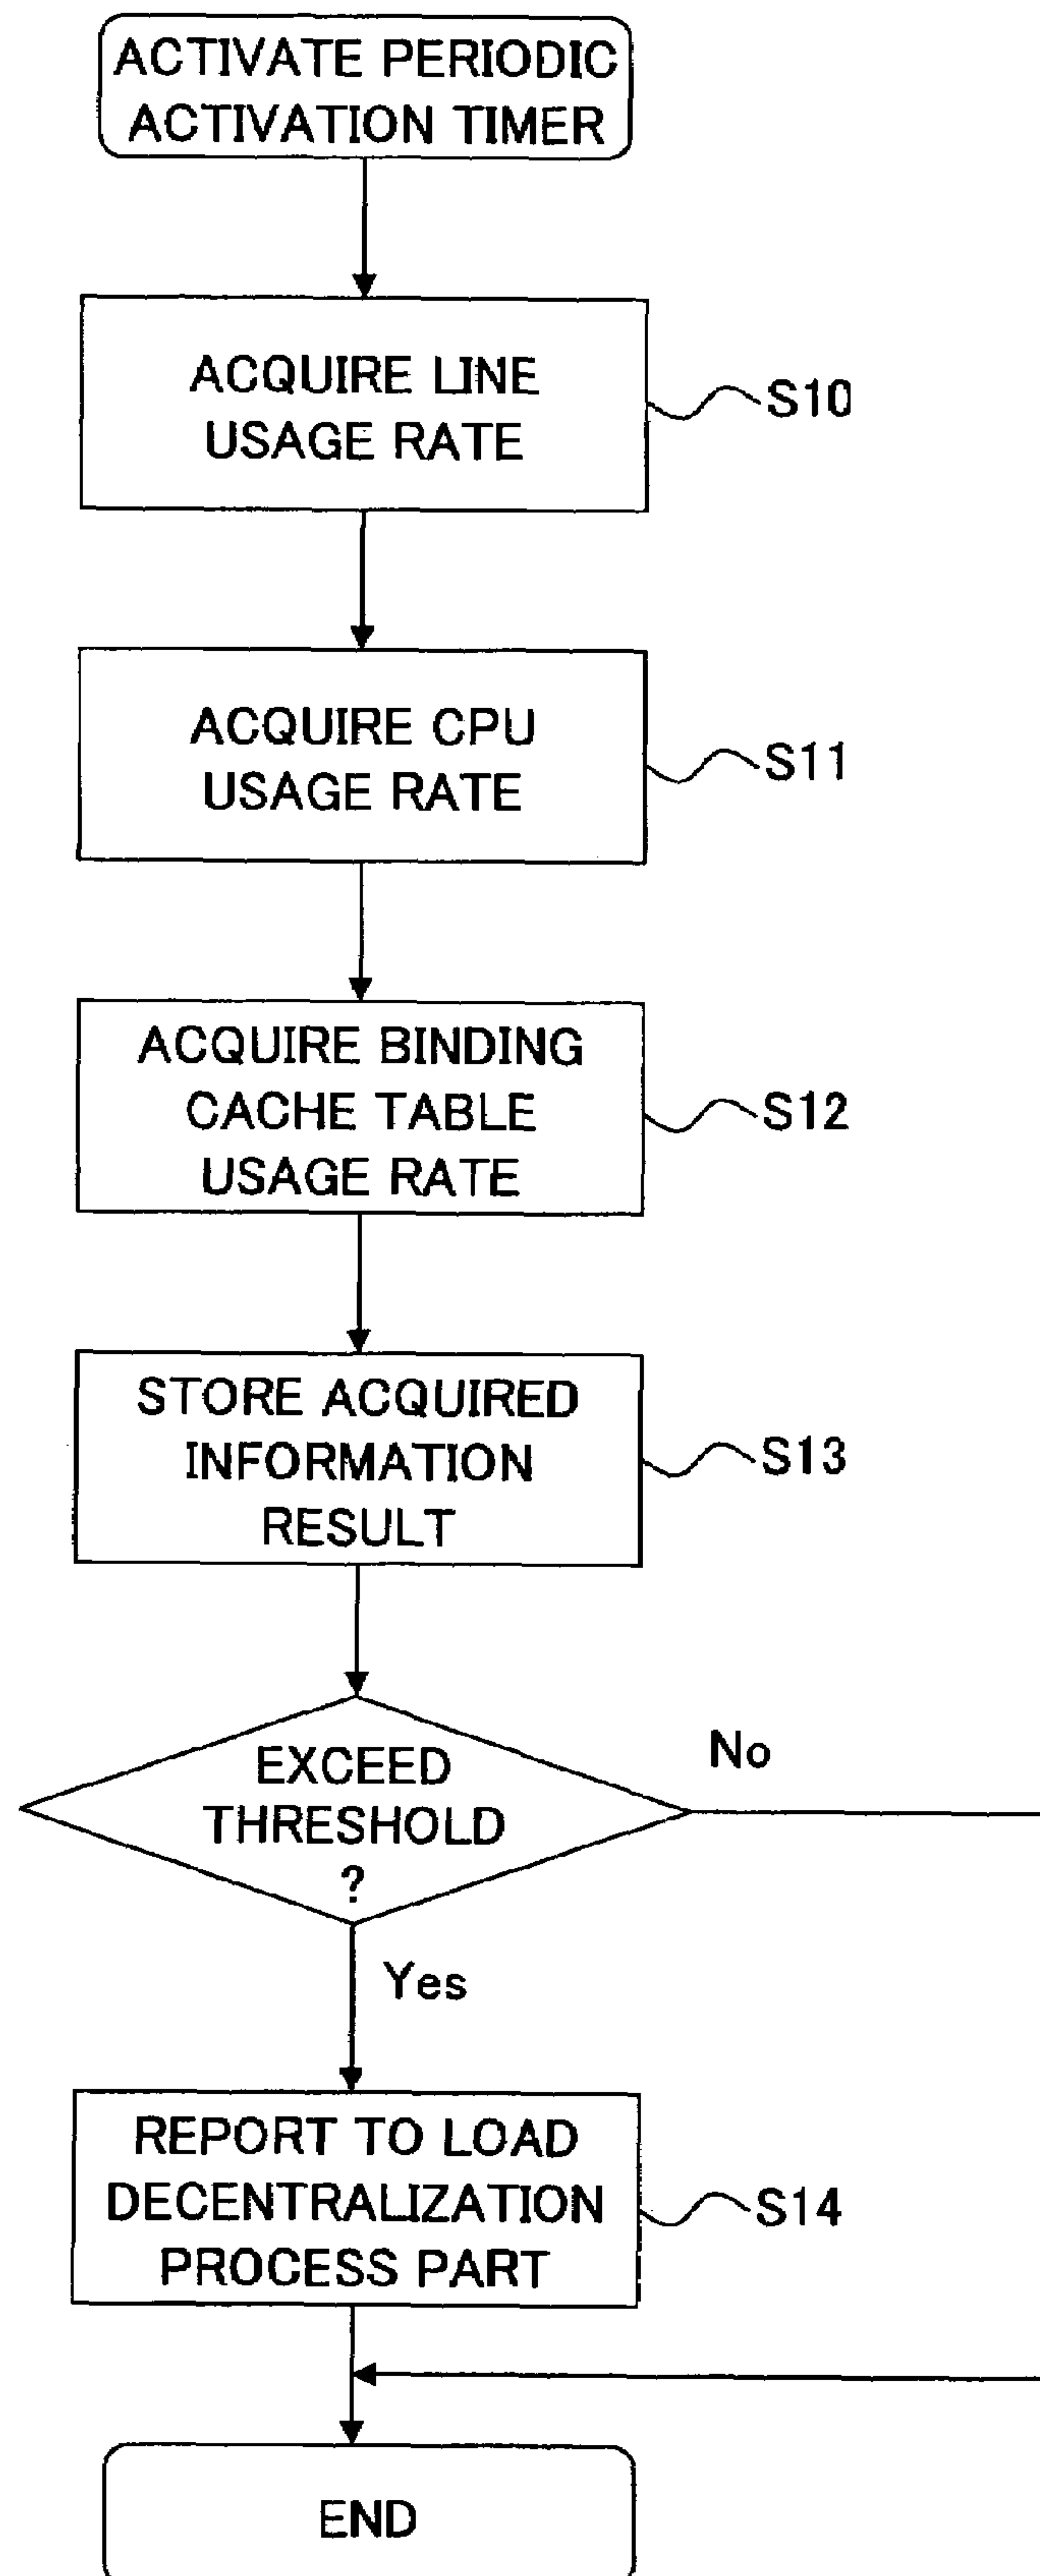 ACTIVATE PERIODIC
ACTIVATION TIMER
ACQUIRE LINE
USAGE RATE
S10
ACQUIRE CPU
USAGE RATE
S11
ACQUIRE BINDING
CACHE TABLE
USAGE RATE
S12
STORE ACQUIRED
INFORMATION
RESULT
S13
EXCEED
THRESHOLD
?
No
Yes
REPORT TO LOAD
DECENTRALIZATION
PROCESS PART
S14
END